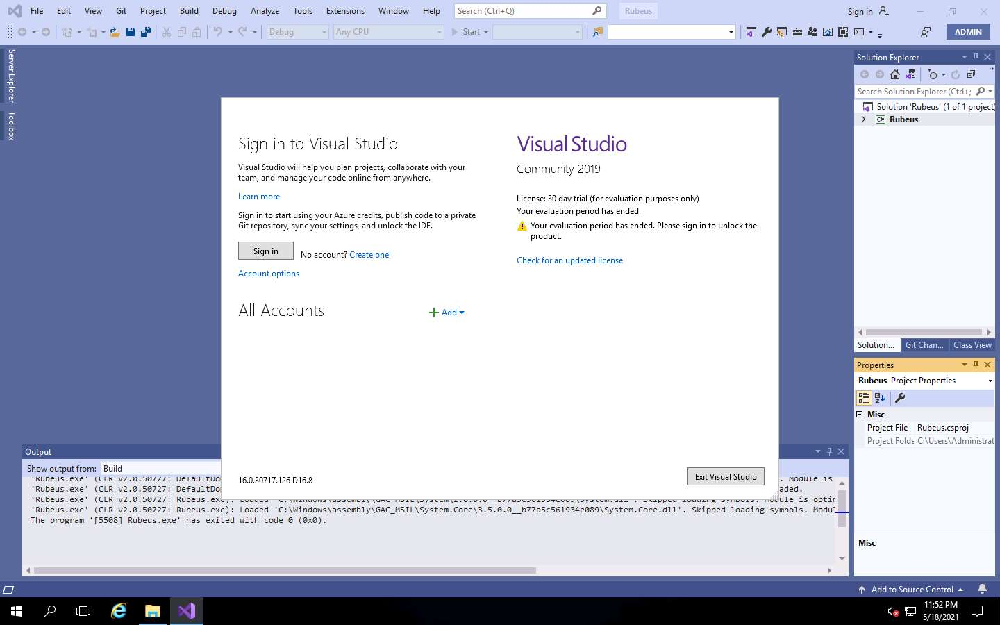 File Edit View Git Project Build Debug Analyze Tools Extensions Window Help Search (Ctrl+Q) Rubeus Sign in
Debug Any CPU Start ADMIN
Server Explorer
Toolbox
Solution Explorer
Search Solution Explorer (Ctrl+;
Solution 'Rubeus' (1 of 1 project)
C# Rubeus
Solution... Git Chan... Class View
Properties
Rubeus Project Properties
Misc
Project File Rubeus.csproj
Project Folde C:\Users\Administrat
Misc
Sign in to Visual Studio
Visual Studio will help you plan projects, collaborate with your
team, and manage your code online from anywhere.
Learn more
Sign in to start using your Azure credits, publish code to a private
Git repository, sync your settings, and unlock the IDE.
Sign in No account? Create one!
Account options
All Accounts Add
16.0.30717.126 D16.8
Visual Studio
Community 2019
License: 30 day trial (for evaluation purposes only)
Your evaluation period has ended.
Your evaluation period has ended. Please sign in to unlock the
product.
Check for an updated license
Exit Visual Studio
Output
Show output from: Build
'Rubeus.exe' (CLR v2.0.50727: DefaultDom . Module is
'Rubeus.exe' (CLR v2.0.50727: DefaultDom aded.
'Rubeus.exe' (CLR v2.0.50727: Rubeus.exe): Loaded 'C:\Windows\assembly\GAC_MSIL\System\2.0.0.0__b77a5c561934e089\System.dll'. Skipped loading symbols. Module is optim
'Rubeus.exe' (CLR v2.0.50727: Rubeus.exe): Loaded 'C:\Windows\assembly\GAC_MSIL\System.Core\3.5.0.0__b77a5c561934e089\System.Core.dll'. Skipped loading symbols. Modul
The program '[5508] Rubeus.exe' has exited with code 0 (0x0).
Add to Source Control
11:52 PM
5/18/2021